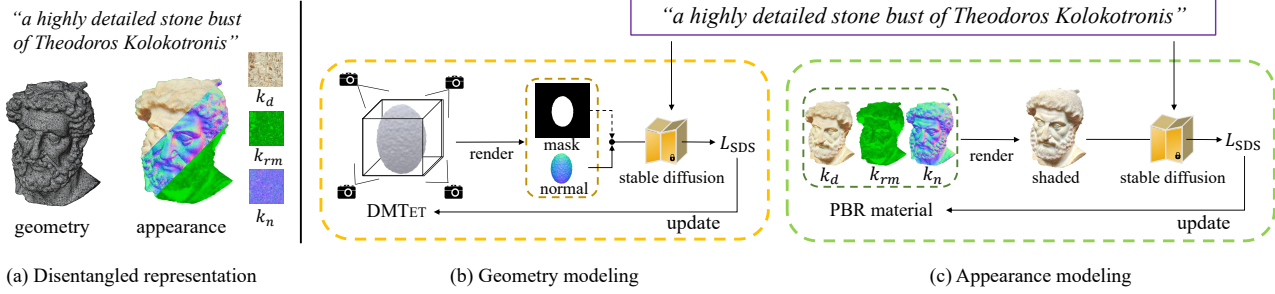 “a highly detailed stone bust
of Theodoros Kolokotronis”
k_d
k_rm
k_n
geometry
appearance
(a) Disentangled representation
“a highly detailed stone bust of Theodoros Kolokotronis”
render
mask
normal
stable diffusion
L_SDS
DMTET
update
(b) Geometry modeling
k_d
k_rm
k_n
PBR material
render
shaded
stable diffusion
L_SDS
update
(c) Appearance modeling